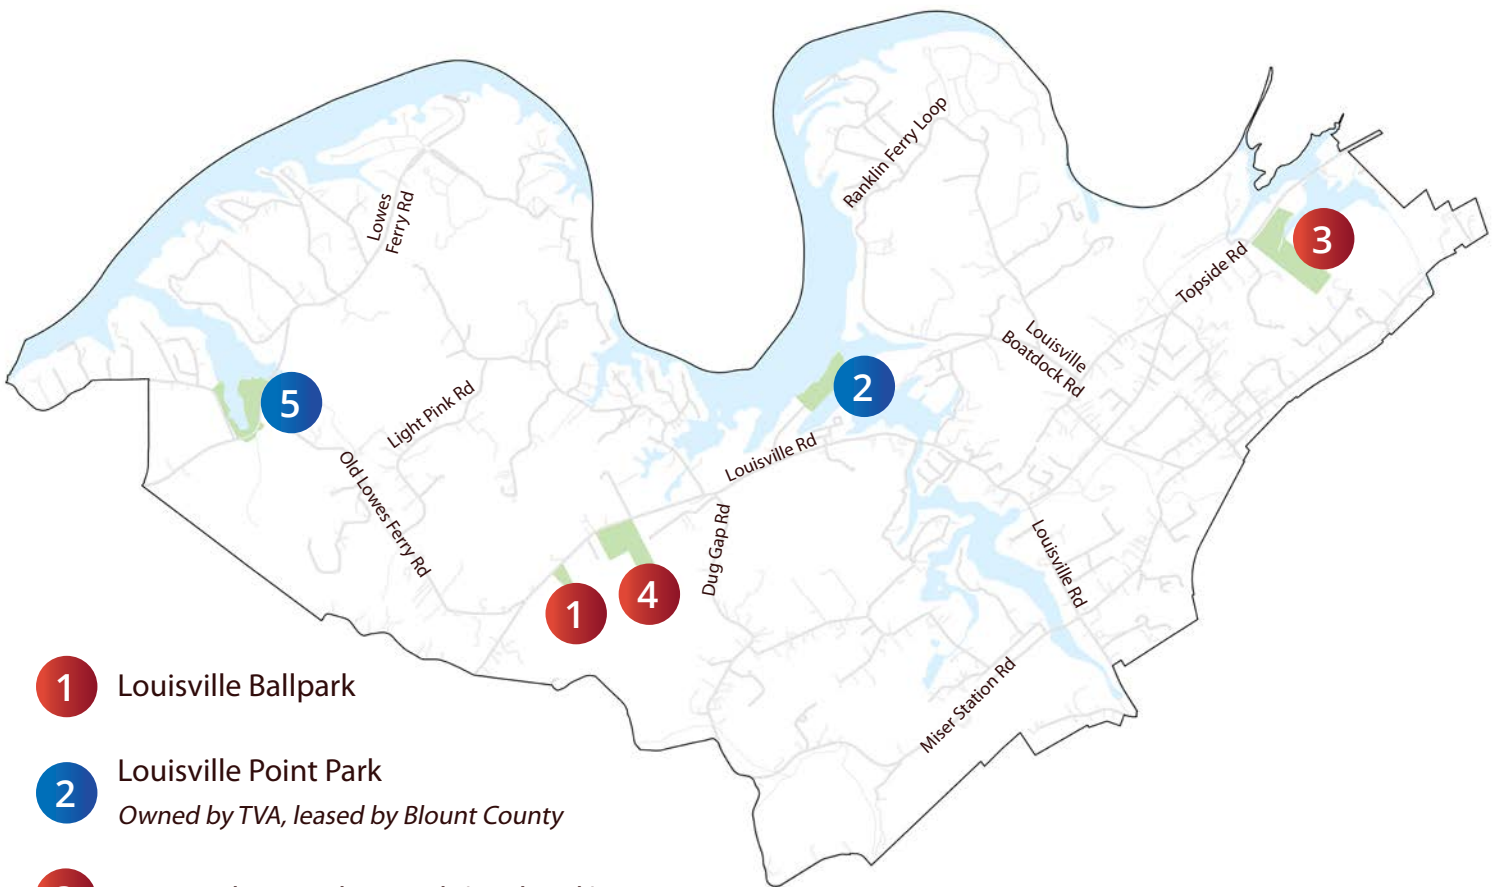 Ranklin Ferry Loop
Lowes
Ferry Rd
3
Topside Rd
Louisville
Boatdock Rd
2
5
Light Pink Rd
Louisville Rd
Old Lowes Ferry Rd
Dug Gap Rd
Louisville Rd
4
1
Miser Station Rd
1 Louisville Ballpark
2 Louisville Point Park
Owned by TVA, leased by Blount County